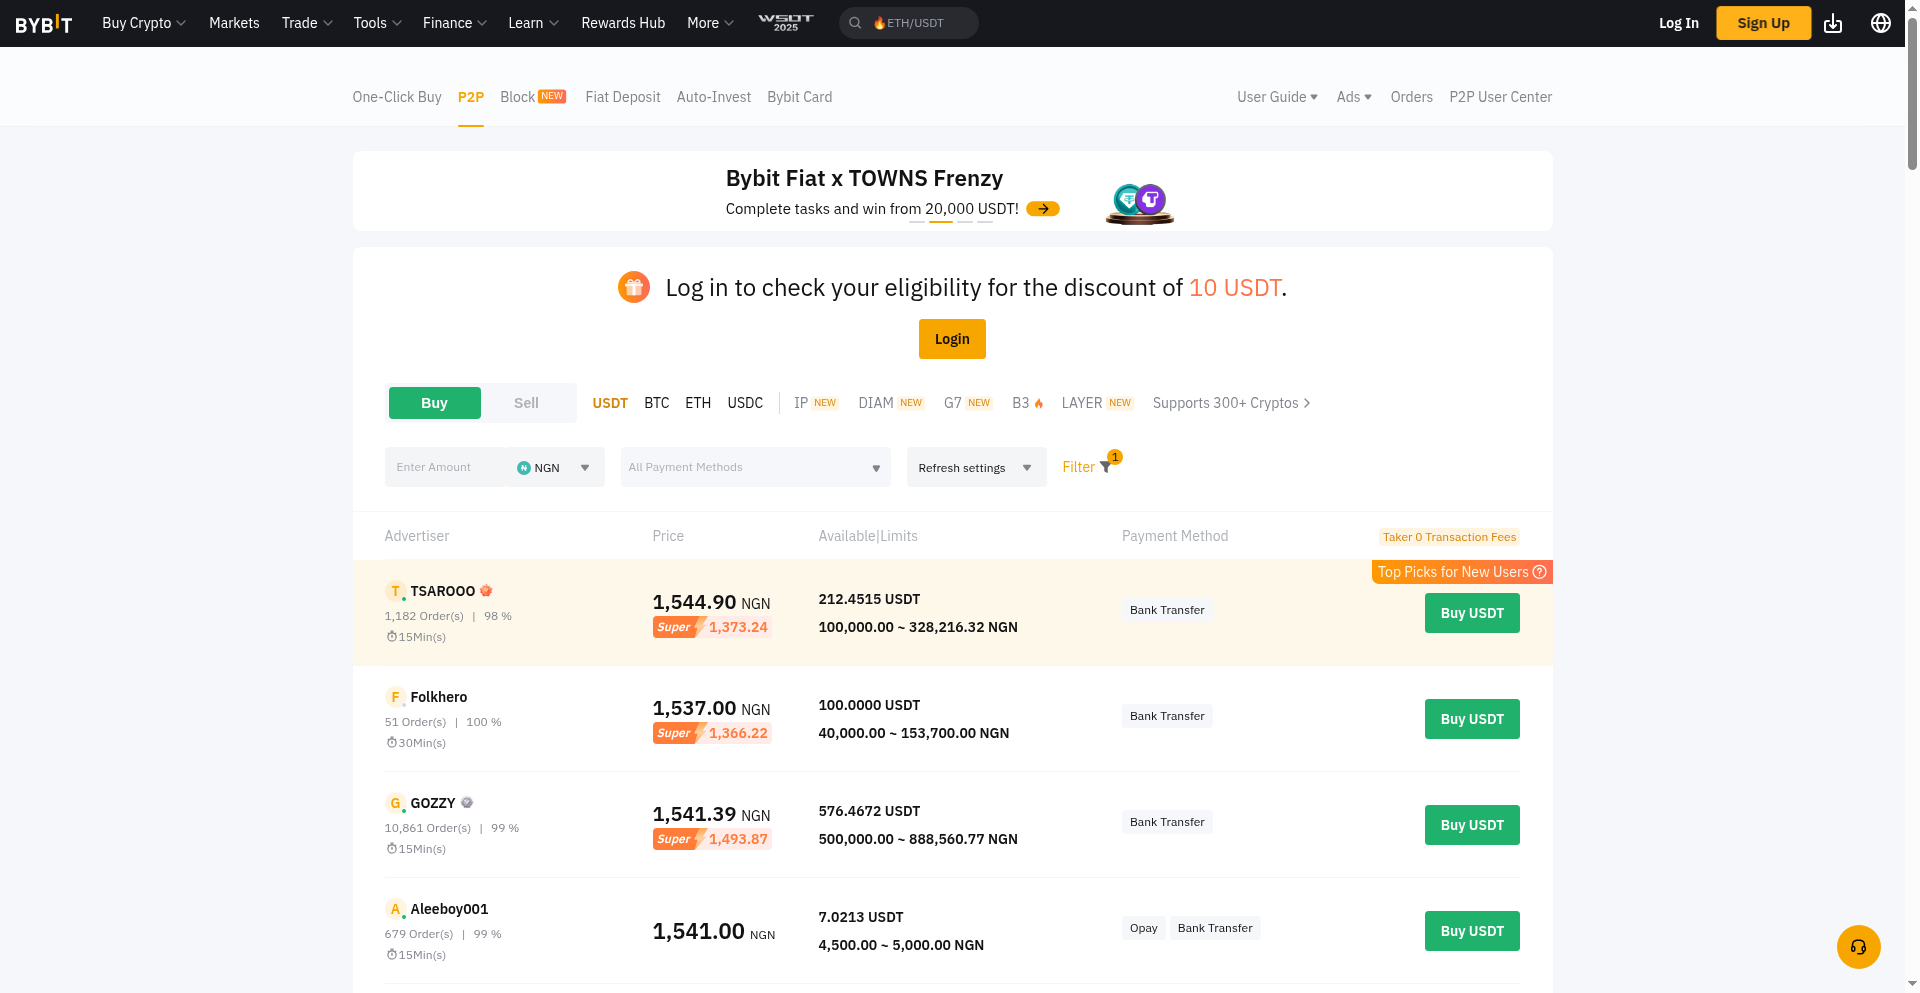 BYBIT Buy Crypto Markets Trade Tools Finance Learn Rewards Hub More WSOT 2025 ETH/USDT Log In Sign Up
One-Click Buy P2P Block NEW Fiat Deposit Auto-Invest Bybit Card User Guide Ads Orders P2P User Center
Bybit Fiat x TOWNS Frenzy
Complete tasks and win from 20,000 USDT!
Log in to check your eligibility for the discount of 10 USDT.
Login
Buy Sell USDT BTC ETH USDC IP NEW DIAM NEW G7 NEW B3 LAYER NEW Supports 300+ Cryptos
Enter Amount NGN All Payment Methods Refresh settings Filter 1
Advertiser Price Available|Limits Payment Method Taker 0 Transaction Fees
Top Picks for New Users
T TSAROOO
1,182 Order(s) | 98 %
15Min(s)
1,544.90 NGN
Super 1,373.24
212.4515 USDT
100,000.00 ~ 328,216.32 NGN
Bank Transfer
Buy USDT
F Folkhero
51 Order(s) | 100 %
30Min(s)
1,537.00 NGN
Super 1,366.22
100.0000 USDT
40,000.00 ~ 153,700.00 NGN
Bank Transfer
Buy USDT
G GOZZY
10,861 Order(s) | 99 %
15Min(s)
1,541.39 NGN
Super 1,493.87
576.4672 USDT
500,000.00 ~ 888,560.77 NGN
Bank Transfer
Buy USDT
A Aleeboy001
679 Order(s) | 99 %
15Min(s)
1,541.00 NGN
7.0213 USDT
4,500.00 ~ 5,000.00 NGN
Opay Bank Transfer
Buy USDT